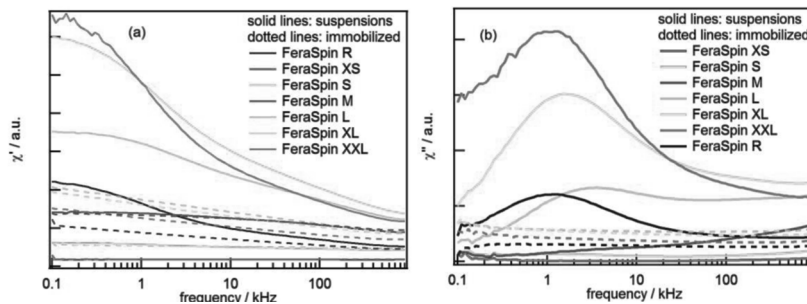 (a)
solid lines: suspensions
dotted lines: immobilized
FeraSpin R
FeraSpin XS
FeraSpin S
FeraSpin M
FeraSpin L
FeraSpin XL
FeraSpin XXL
χ' / a.u.
0.1 1 10 100
frequency / kHz
(b)
solid lines: suspensions
dotted lines: immobilized
FeraSpin XS
FeraSpin S
FeraSpin M
FeraSpin L
FeraSpin XL
FeraSpin XXL
FeraSpin R
χ'' / a.u.
0.1 1 10 100
frequency / kHz